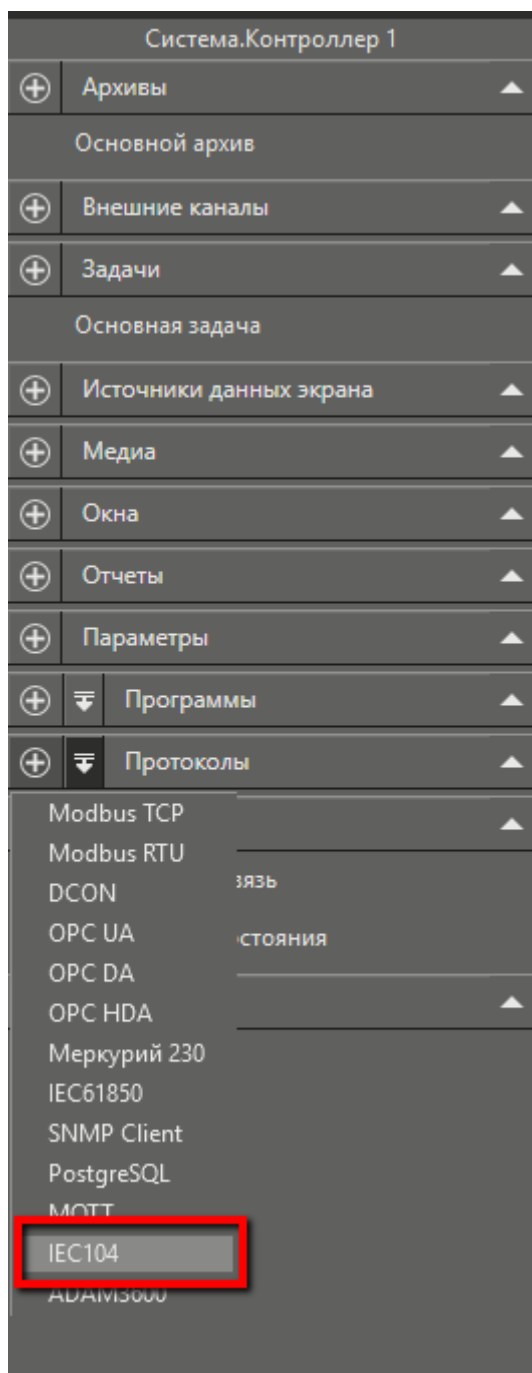 Система.Контроллер 1
Архивы
Основной архив
Внешние каналы
Задачи
Основная задача
Источники данных экрана
Медиа
Окна
Отчеты
Параметры
Программы
Протоколы
Modbus TCP
Modbus RTU
DCON
OPC UA
OPC DA
OPC HDA
Меркурий 230
IEC61850
SNMP Client
PostgreSQL
MQTT
IEC104
ADAM3600